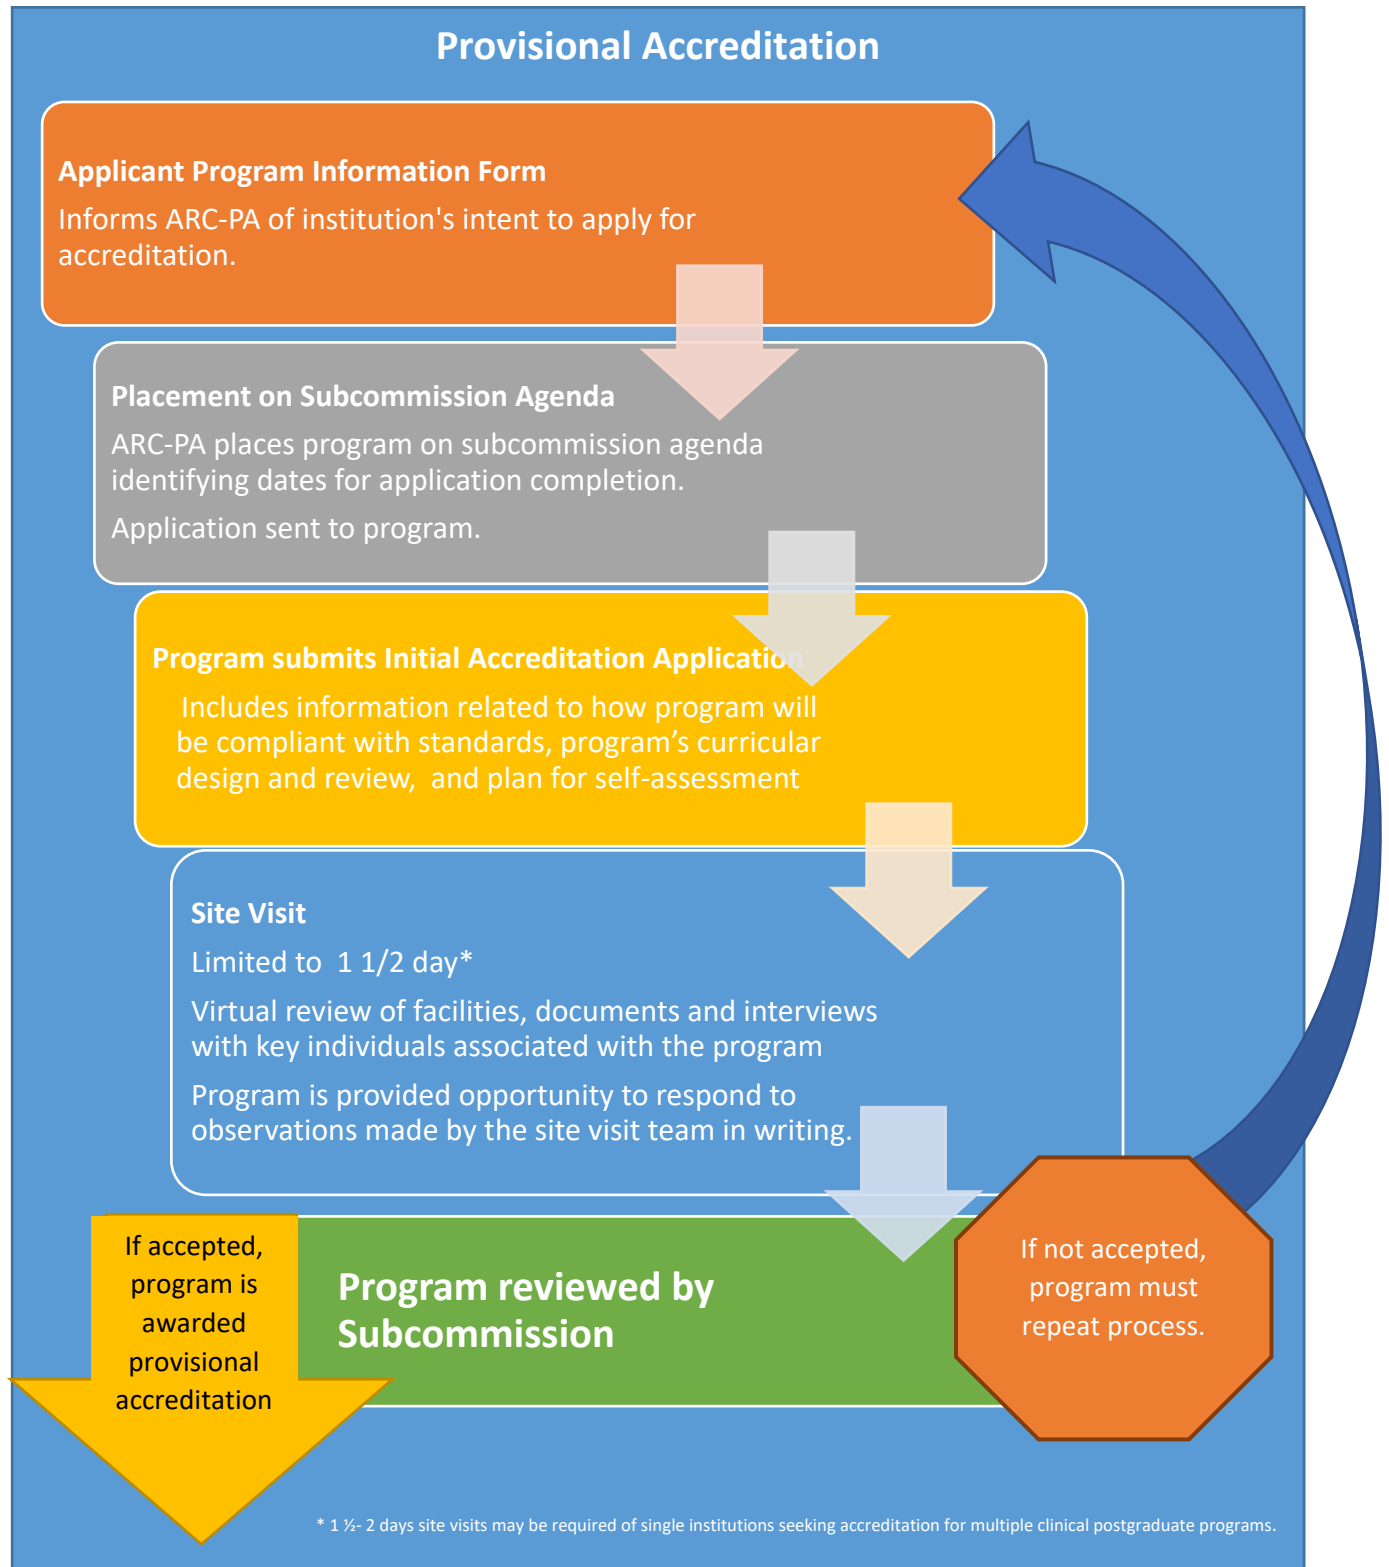 Provisional Accreditation
Applicant Program Information Form
Informs ARC-PA of institution's intent to apply for
accreditation.
Placement on Subcommission Agenda
ARC-PA places program on subcommission agenda
identifying dates for application completion.
Application sent to program.
Program submits Initial Accreditation Application
Includes information related to how program will
be compliant with standards, program’s curricular
design and review,  and plan for self-assessment
Site Visit
Limited to  1 1/2 day*
Virtual review of facilities, documents and interviews
with key individuals associated with the program
Program is provided opportunity to respond to
observations made by the site visit team in writing.
If accepted,
program is
awarded
provisional
accreditation
Program reviewed by
Subcommission
If not accepted,
program must
repeat process.
* 1 ½- 2 days site visits may be required of single institutions seeking accreditation for multiple clinical postgraduate programs.